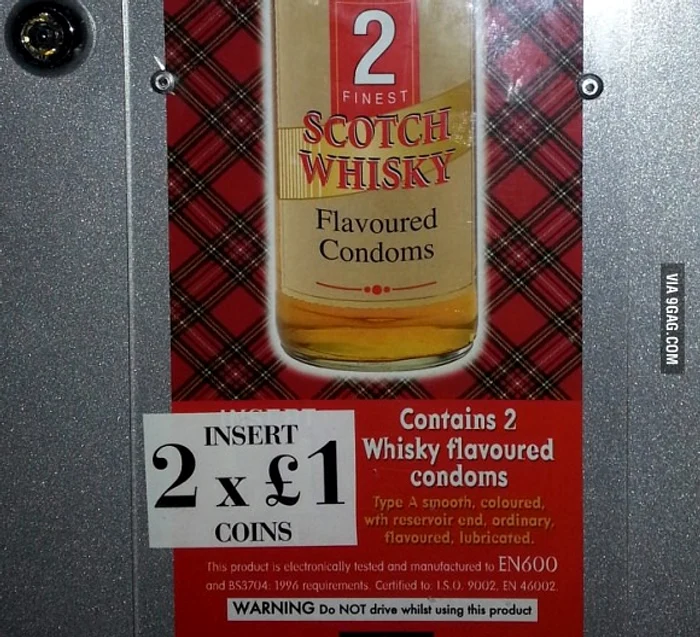 2
FINEST
SCOTCH
WHISKY
Flavoured
Condoms
INSERT
2 x £1
COINS
Contains 2
Whisky flavoured
condoms
Type A smooth, coloured,
wth reservoir end, ordinary,
flavoured, lubricated.
This product is electronically tested and manufactured to EN600
and BS3704: 1996 requirements. Certified to: I.S.O. 9002. EN 46002.
WARNING Do NOT drive whilst using this product
VIA 9GAG.COM